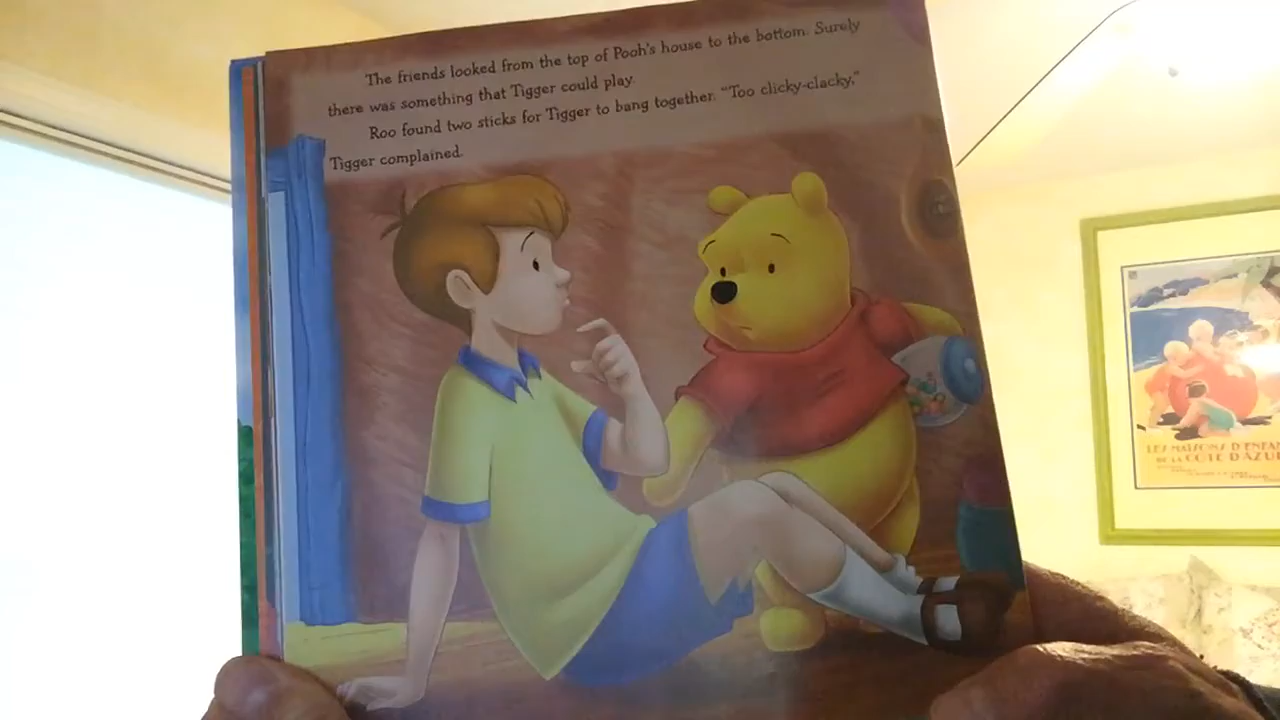 The friends looked from the top of Pooh's house to the bottom. Surely
there was something that Tigger could play.
Roo found two sticks for Tigger to bang together. "Too clicky-clacky,"
Tigger complained.
LES MAISONS D'ENFAN
DE LA COTE D'AZU